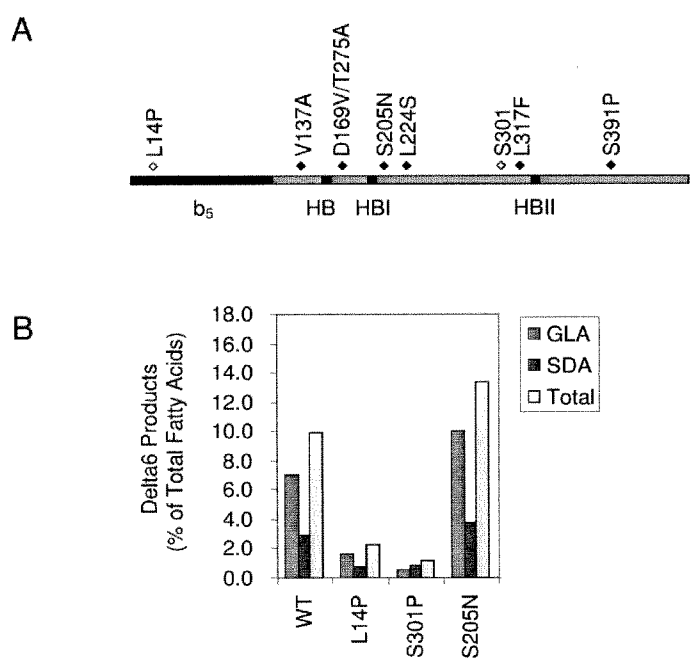 A
L14P
V137A
D169V/T275A
S205N
L224S
S301
L317F
S391P
b5
HB
HBI
HBII
B
Delta6 Products
(% of Total Fatty Acids)
18.0
16.0
14.0
12.0
10.0
8.0
6.0
4.0
2.0
0.0
WT
L14P
S301P
S205N
GLA
SDA
Total